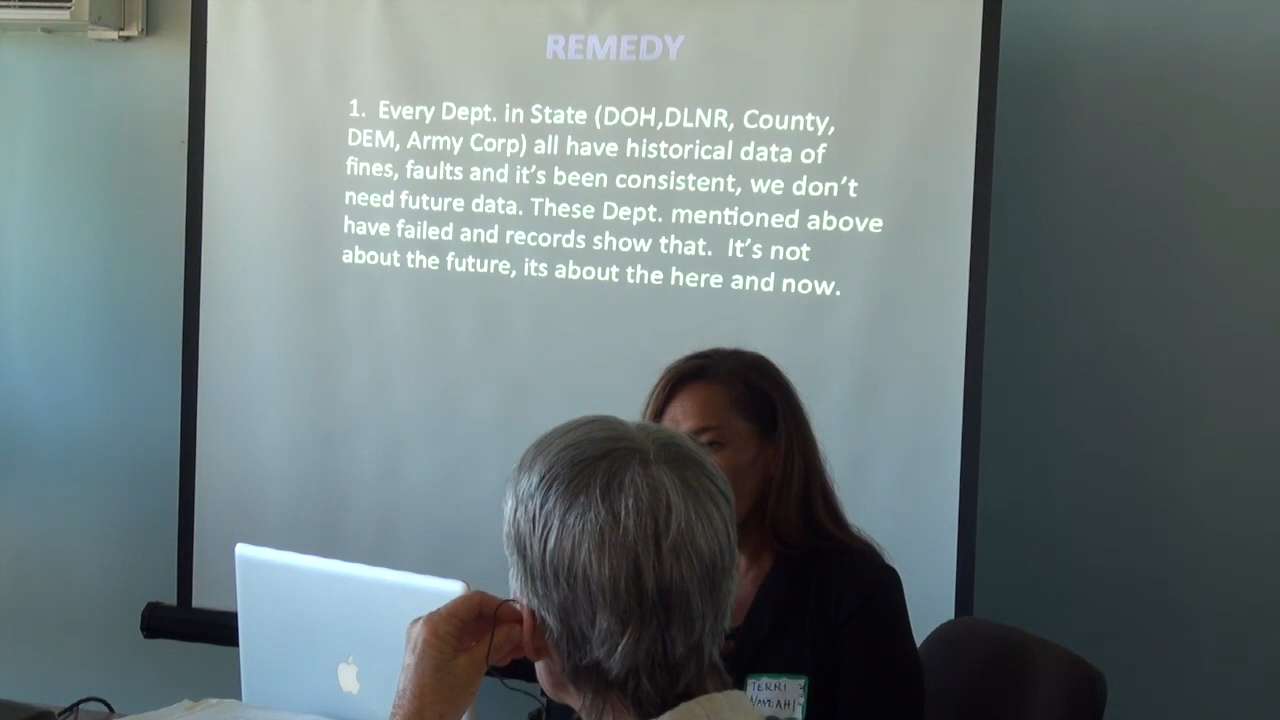 REMEDY
1. Every Dept. in State (DOH,DLNR, County,
DEM, Army Corp) all have historical data of
fines, faults and it's been consistent, we don't
need future data. These Dept. mentioned above
have failed and records show that. It's not
about the future, its about the here and now.
TERRI